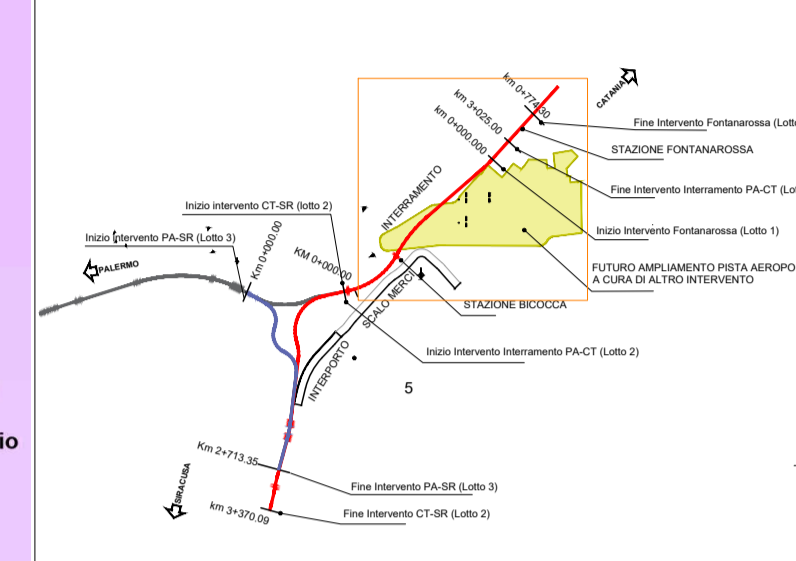 km 0+774.30
CATANIA
km 3+025.00
Fine Intervento Fontanarossa (Lott
km 0+000.000
STAZIONE FONTANAROSSA
INTERRAMENTO
Fine Intervento Interramento PA-CT (Lo
Inizio intervento CT-SR (lotto 2)
Inizio Intervento Fontanarossa (Lotto 1)
Inizio Intervento PA-SR (Lotto 3)
Km 0+000.00
KM 0+000.00
PALERMO
FUTURO AMPLIAMENTO PISTA AEROPO
A CURA DI ALTRO INTERVENTO
SCALO MERCI
STAZIONE BICOCCA
Inizio Intervento Interramento PA-CT (Lotto 2)
INTERPORTO
5
io
Km 2+713.35
SIRACUSA
Fine Intervento PA-SR (Lotto 3)
km 3+370.09
Fine Intervento CT-SR (Lotto 2)